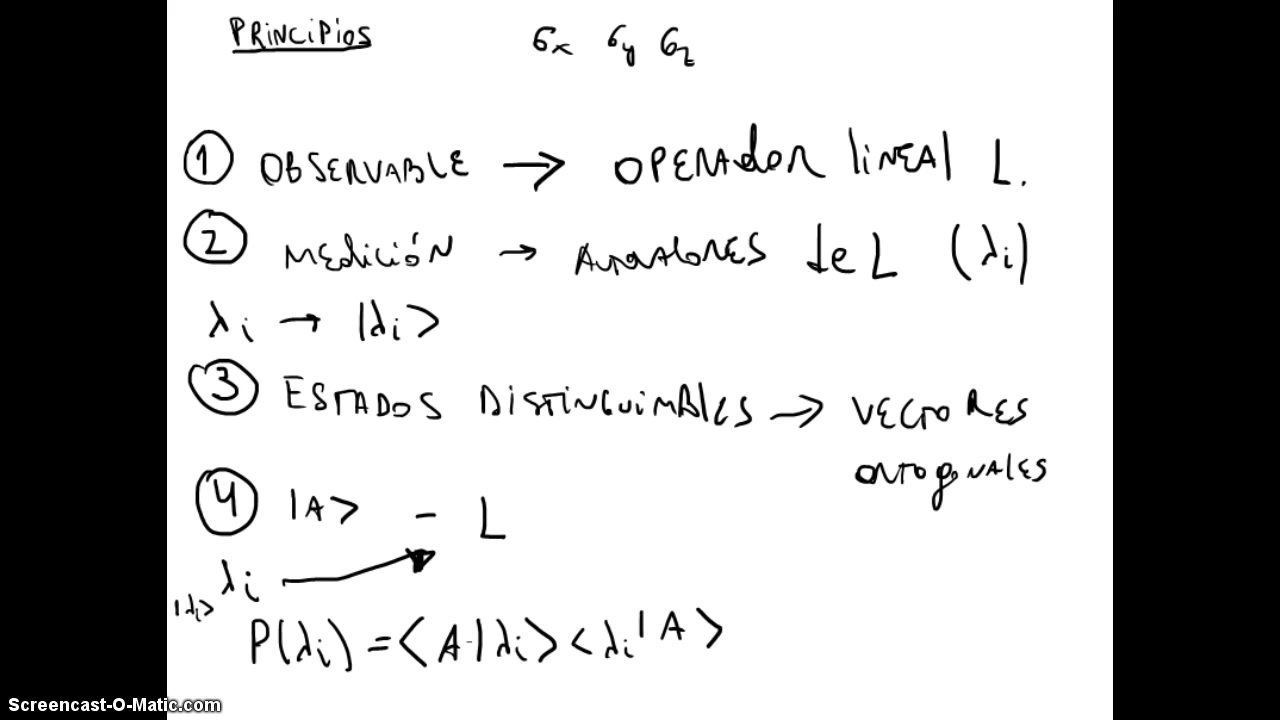 PRINCIPIOS σx σy σz
1 OBSERVABLE → OPERADOR LINEAL L.
2 MEDICIÓN → AUTOVALORES de L (λi)
λi → |λi>
3 ESTADOS DISTINGUIBLES → VECTORES
ORTOGONALES
4 |A> - L
λi
|λi>
P(λi) = <A|λi><λi|A>
Screencast-O-Matic.com